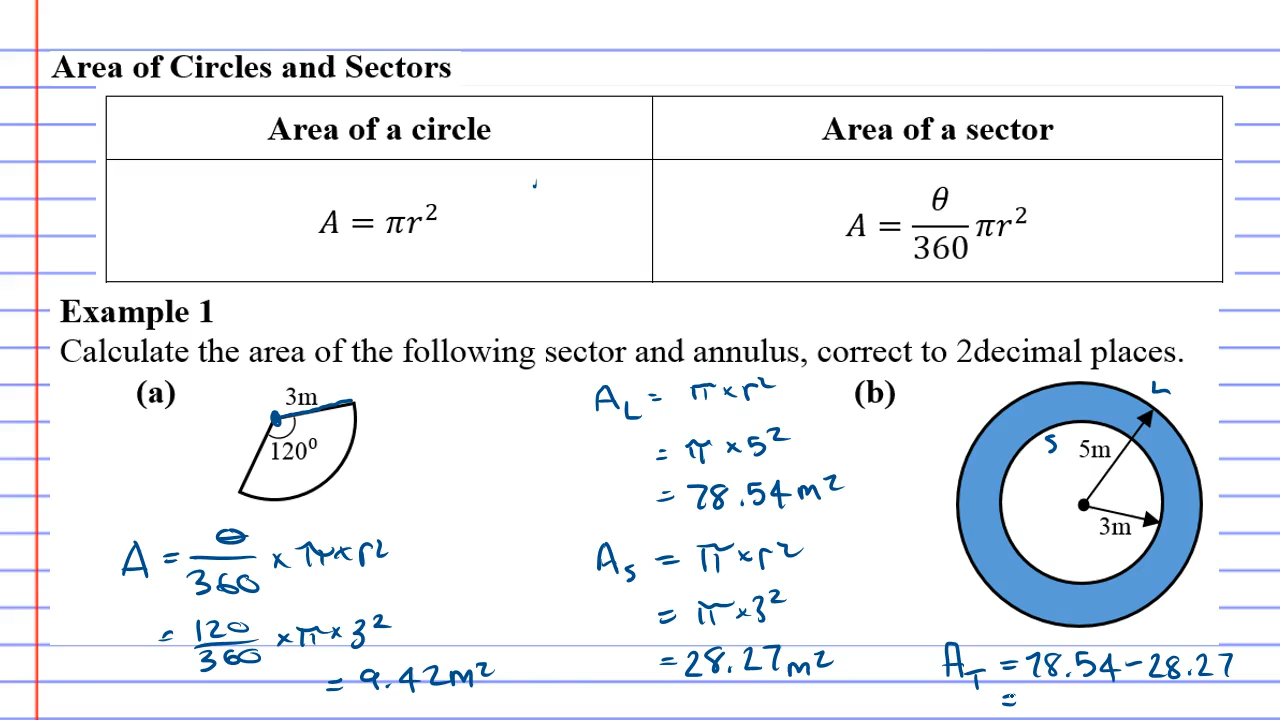 Area of Circles and Sectors
Area of a circle
Area of a sector
A = πr²
A = θ/360 πr²
Example 1
Calculate the area of the following sector and annulus, correct to 2decimal places.
(a)
3m
120⁰
A = θ/360 × π × r²
= 120/360 × π × 3²
= 9.42m²
A_L = π × r²
= π × 5²
= 78.54m²
A_s = π × r²
= π × 3²
= 28.27m²
(b)
L
S
5m
3m
A_T = 78.54 − 28.27
=